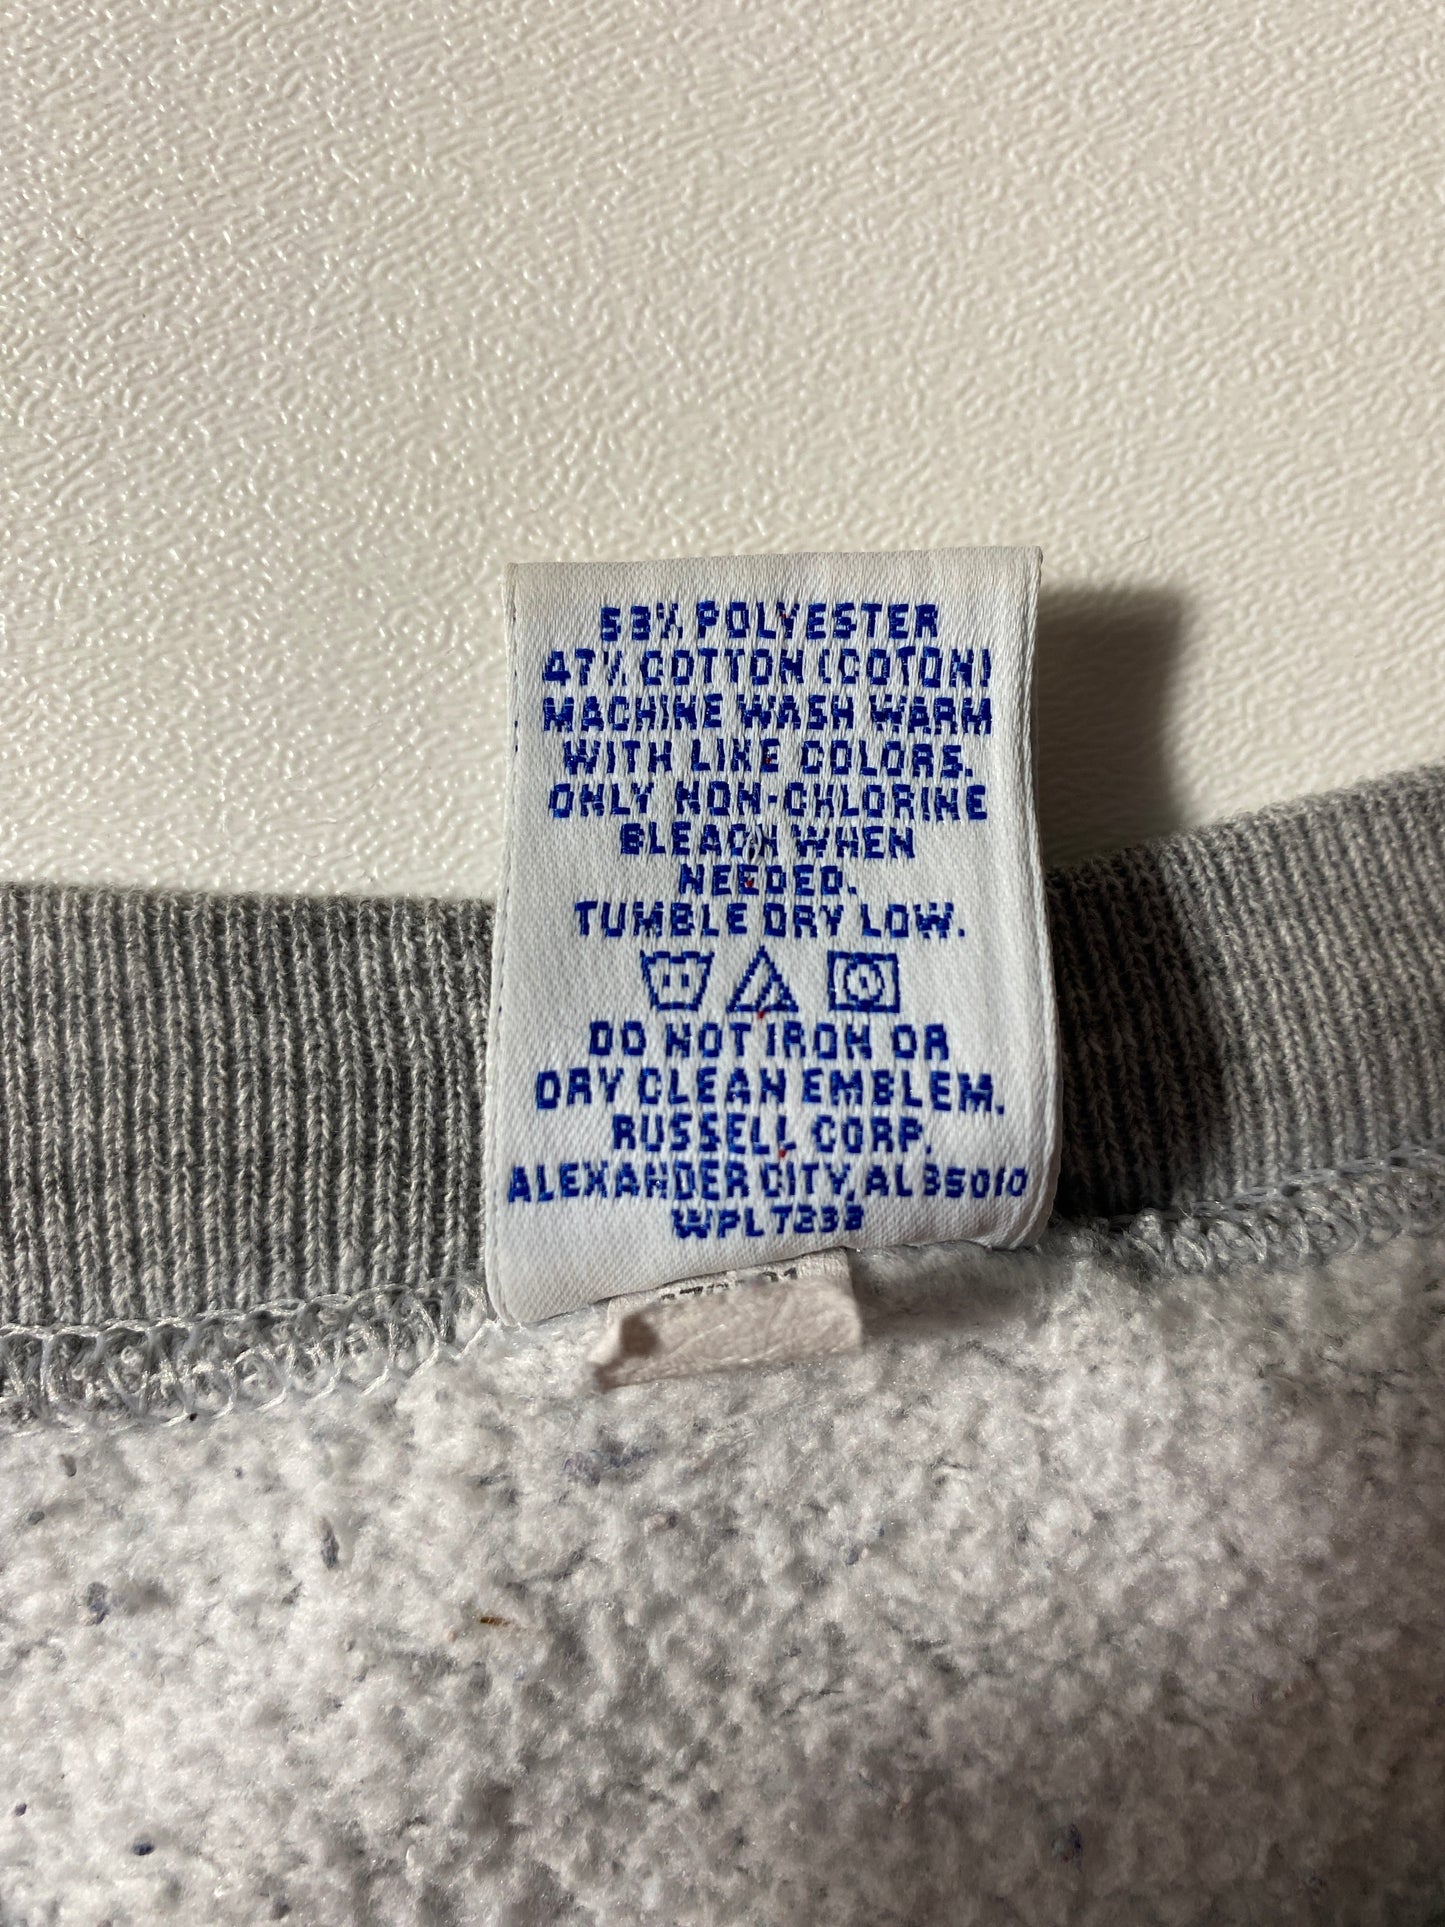 53% POLYESTER
47% COTTON (COTON)
MACHINE WASH WARM
WITH LIKE COLORS.
ONLY NON-CHLORINE
BLEACH WHEN
NEEDED.
TUMBLE DRY LOW.
DO NOT IRON OR
DRY CLEAN EMBLEM.
RUSSELL CORP.
ALEXANDER CITY, AL 35010
WPL 7233